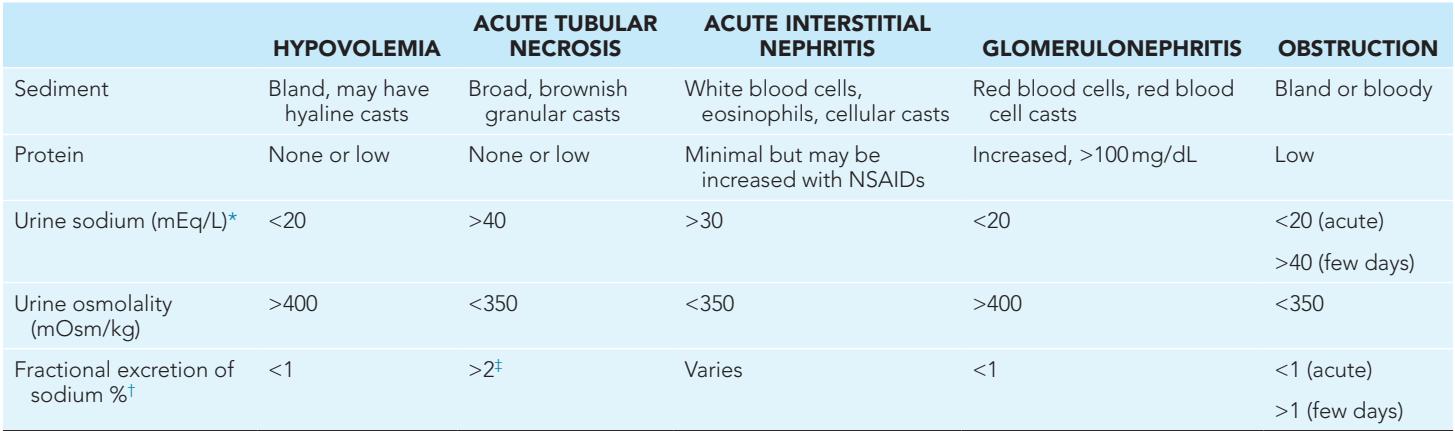 HYPOVOLEMIA ACUTE TUBULAR NECROSIS ACUTE INTERSTITIAL NEPHRITIS GLOMERULONEPHRITIS OBSTRUCTION
Sediment Bland, may have hyaline casts Broad, brownish granular casts White blood cells, eosinophils, cellular casts Red blood cells, red blood cell casts Bland or bloody
Protein None or low None or low Minimal but may be increased with NSAIDs Increased, >100 mg/dL Low
Urine sodium (mEq/L)* <20 >40 >30 <20 <20 (acute)
>40 (few days)
Urine osmolality (mOsm/kg) >400 <350 <350 >400 <350
Fractional excretion of sodium %† <1 >2‡ Varies <1 <1 (acute)
>1 (few days)